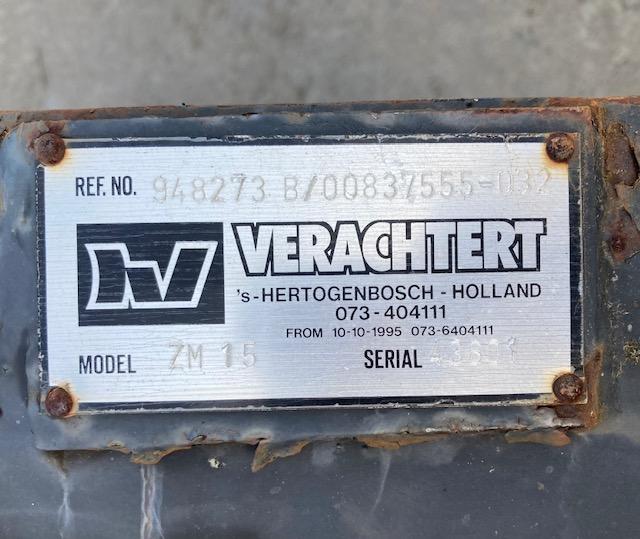 REF. NO. 948273 B/00837555-032
VERACHTERT
's-HERTOGENBOSCH - HOLLAND
073-404111
FROM 10-10-1995 073-6404111
MODEL ZM 15 SERIAL